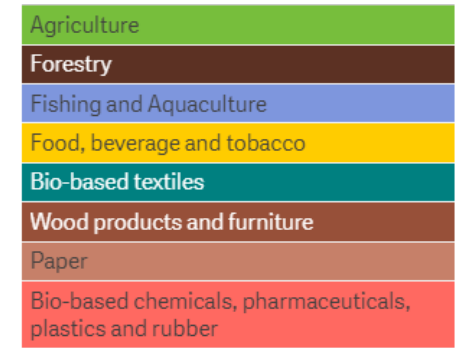 Agriculture
Forestry
Fishing and Aquaculture
Food, beverage and tobacco
Bio-based textiles
Wood products and furniture
Paper
Bio-based chemicals, pharmaceuticals,
plastics and rubber